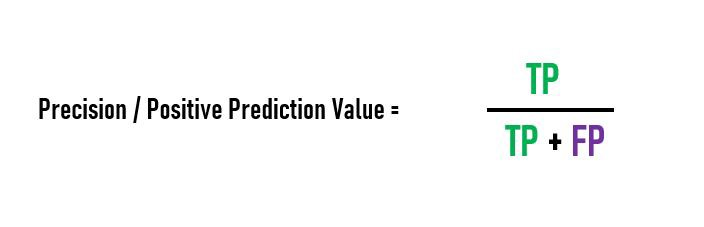 TP
Precision / Positive Prediction Value =
TP + FP